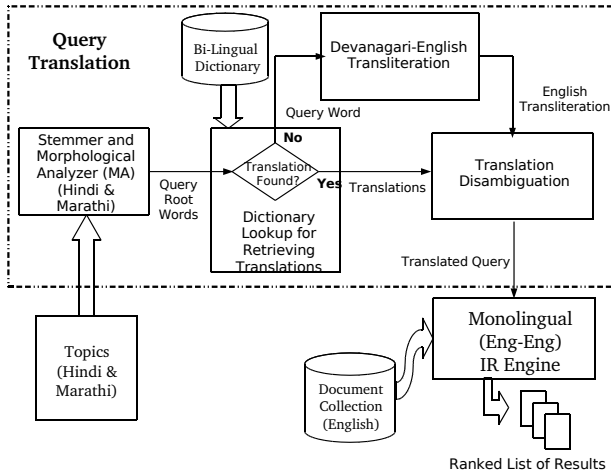 Query
Translation
Bi-Lingual
Dictionary
Devanagari-English
Transliteration
English
Transliteration
Query Word
No
Stemmer and
Morphological
Analyzer (MA)
(Hindi &
Marathi)
Query
Root
Words
Translation
Found?
Yes
Translations
Dictionary
Lookup for
Retrieving
Translations
Translation
Disambiguation
Translated Query
Topics
(Hindi &
Marathi)
Monolingual
(Eng-Eng)
IR Engine
Document
Collection
(English)
Ranked List of Results